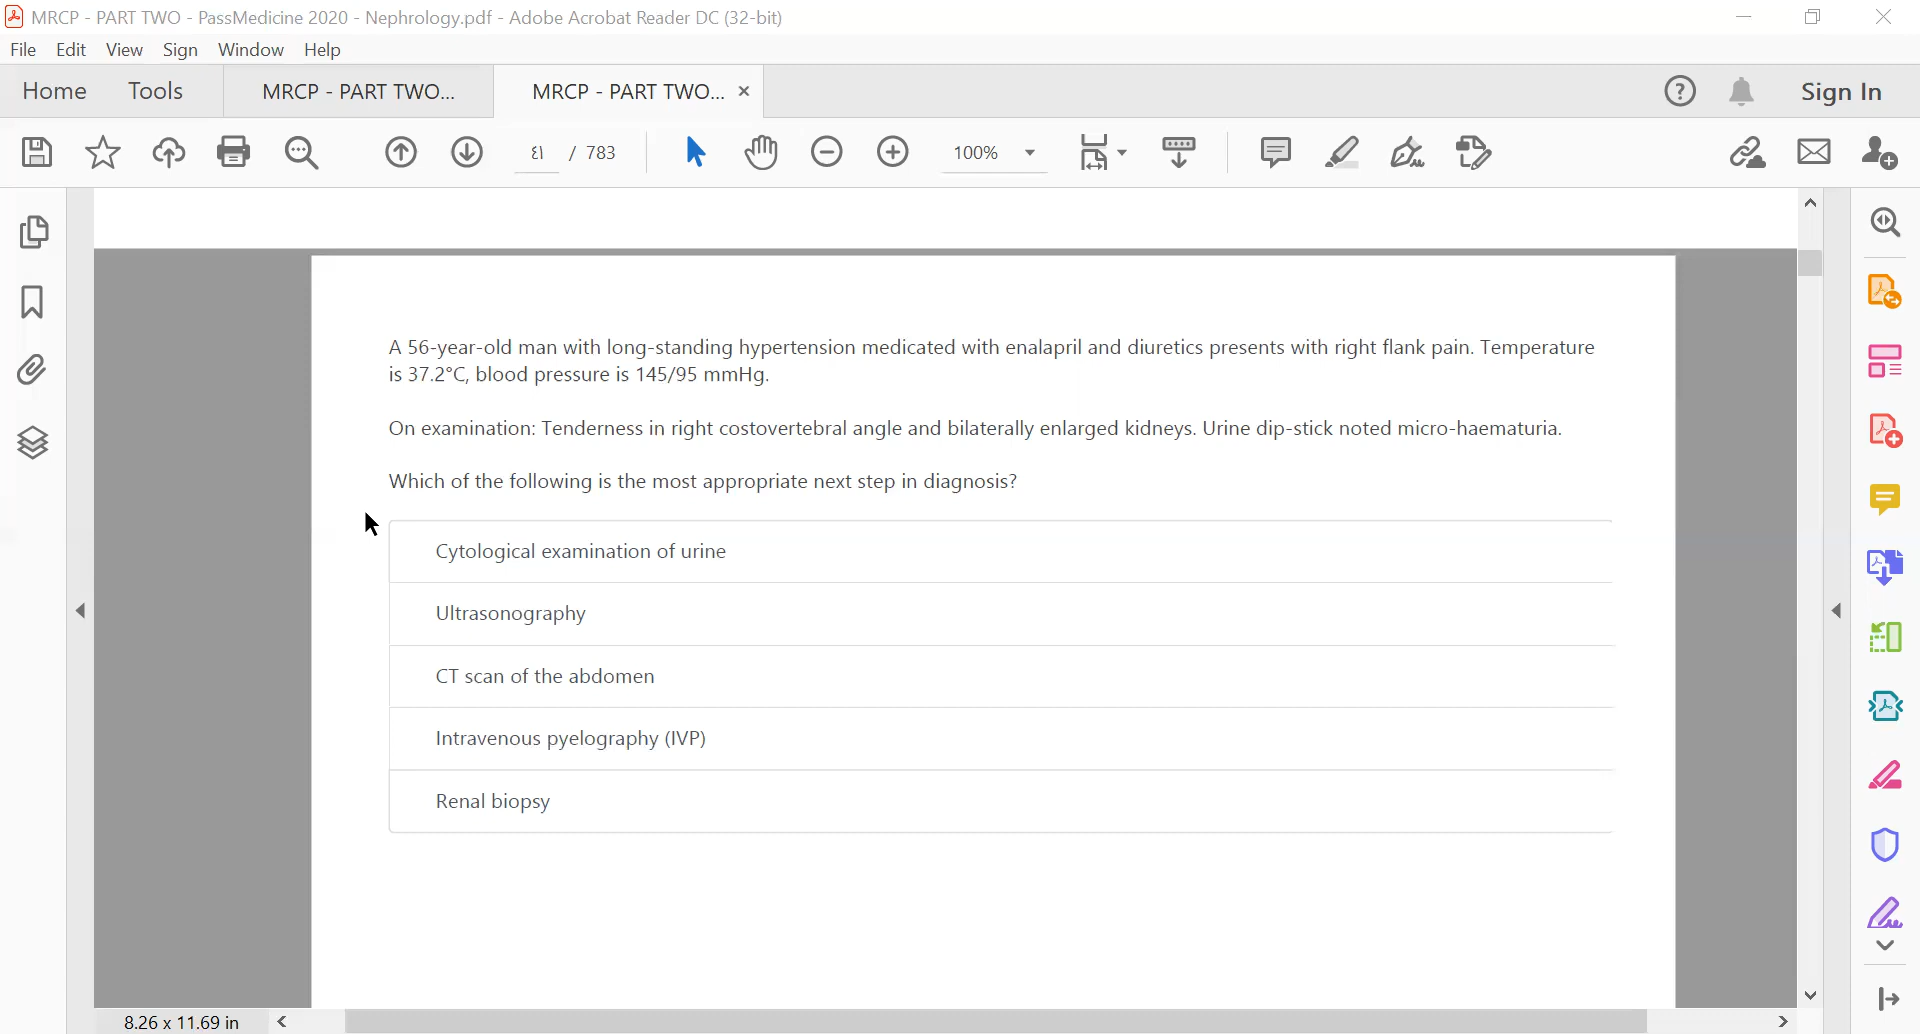 MRCP - PART TWO - PassMedicine 2020 - Nephrology.pdf - Adobe Acrobat Reader DC (32-bit)
File Edit View Sign Window Help
Home Tools MRCP - PART TWO... MRCP - PART TWO... × Sign In
٤١ / 783 100%
A 56-year-old man with long-standing hypertension medicated with enalapril and diuretics presents with right flank pain. Temperature
is 37.2°C, blood pressure is 145/95 mmHg.
On examination: Tenderness in right costovertebral angle and bilaterally enlarged kidneys. Urine dip-stick noted micro-haematuria.
Which of the following is the most appropriate next step in diagnosis?
Cytological examination of urine
Ultrasonography
CT scan of the abdomen
Intravenous pyelography (IVP)
Renal biopsy
8.26 x 11.69 in